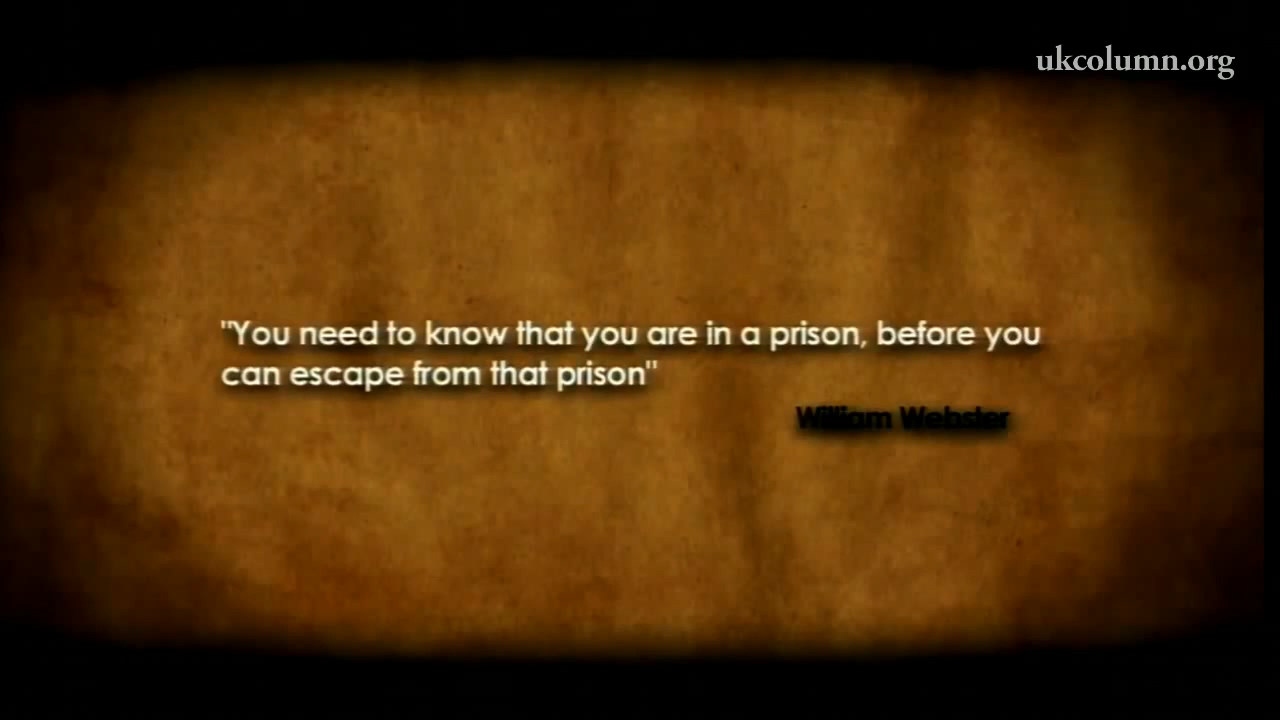 ukcolumn.org
"You need to know that you are in a prison, before you
can escape from that prison"
William Webster